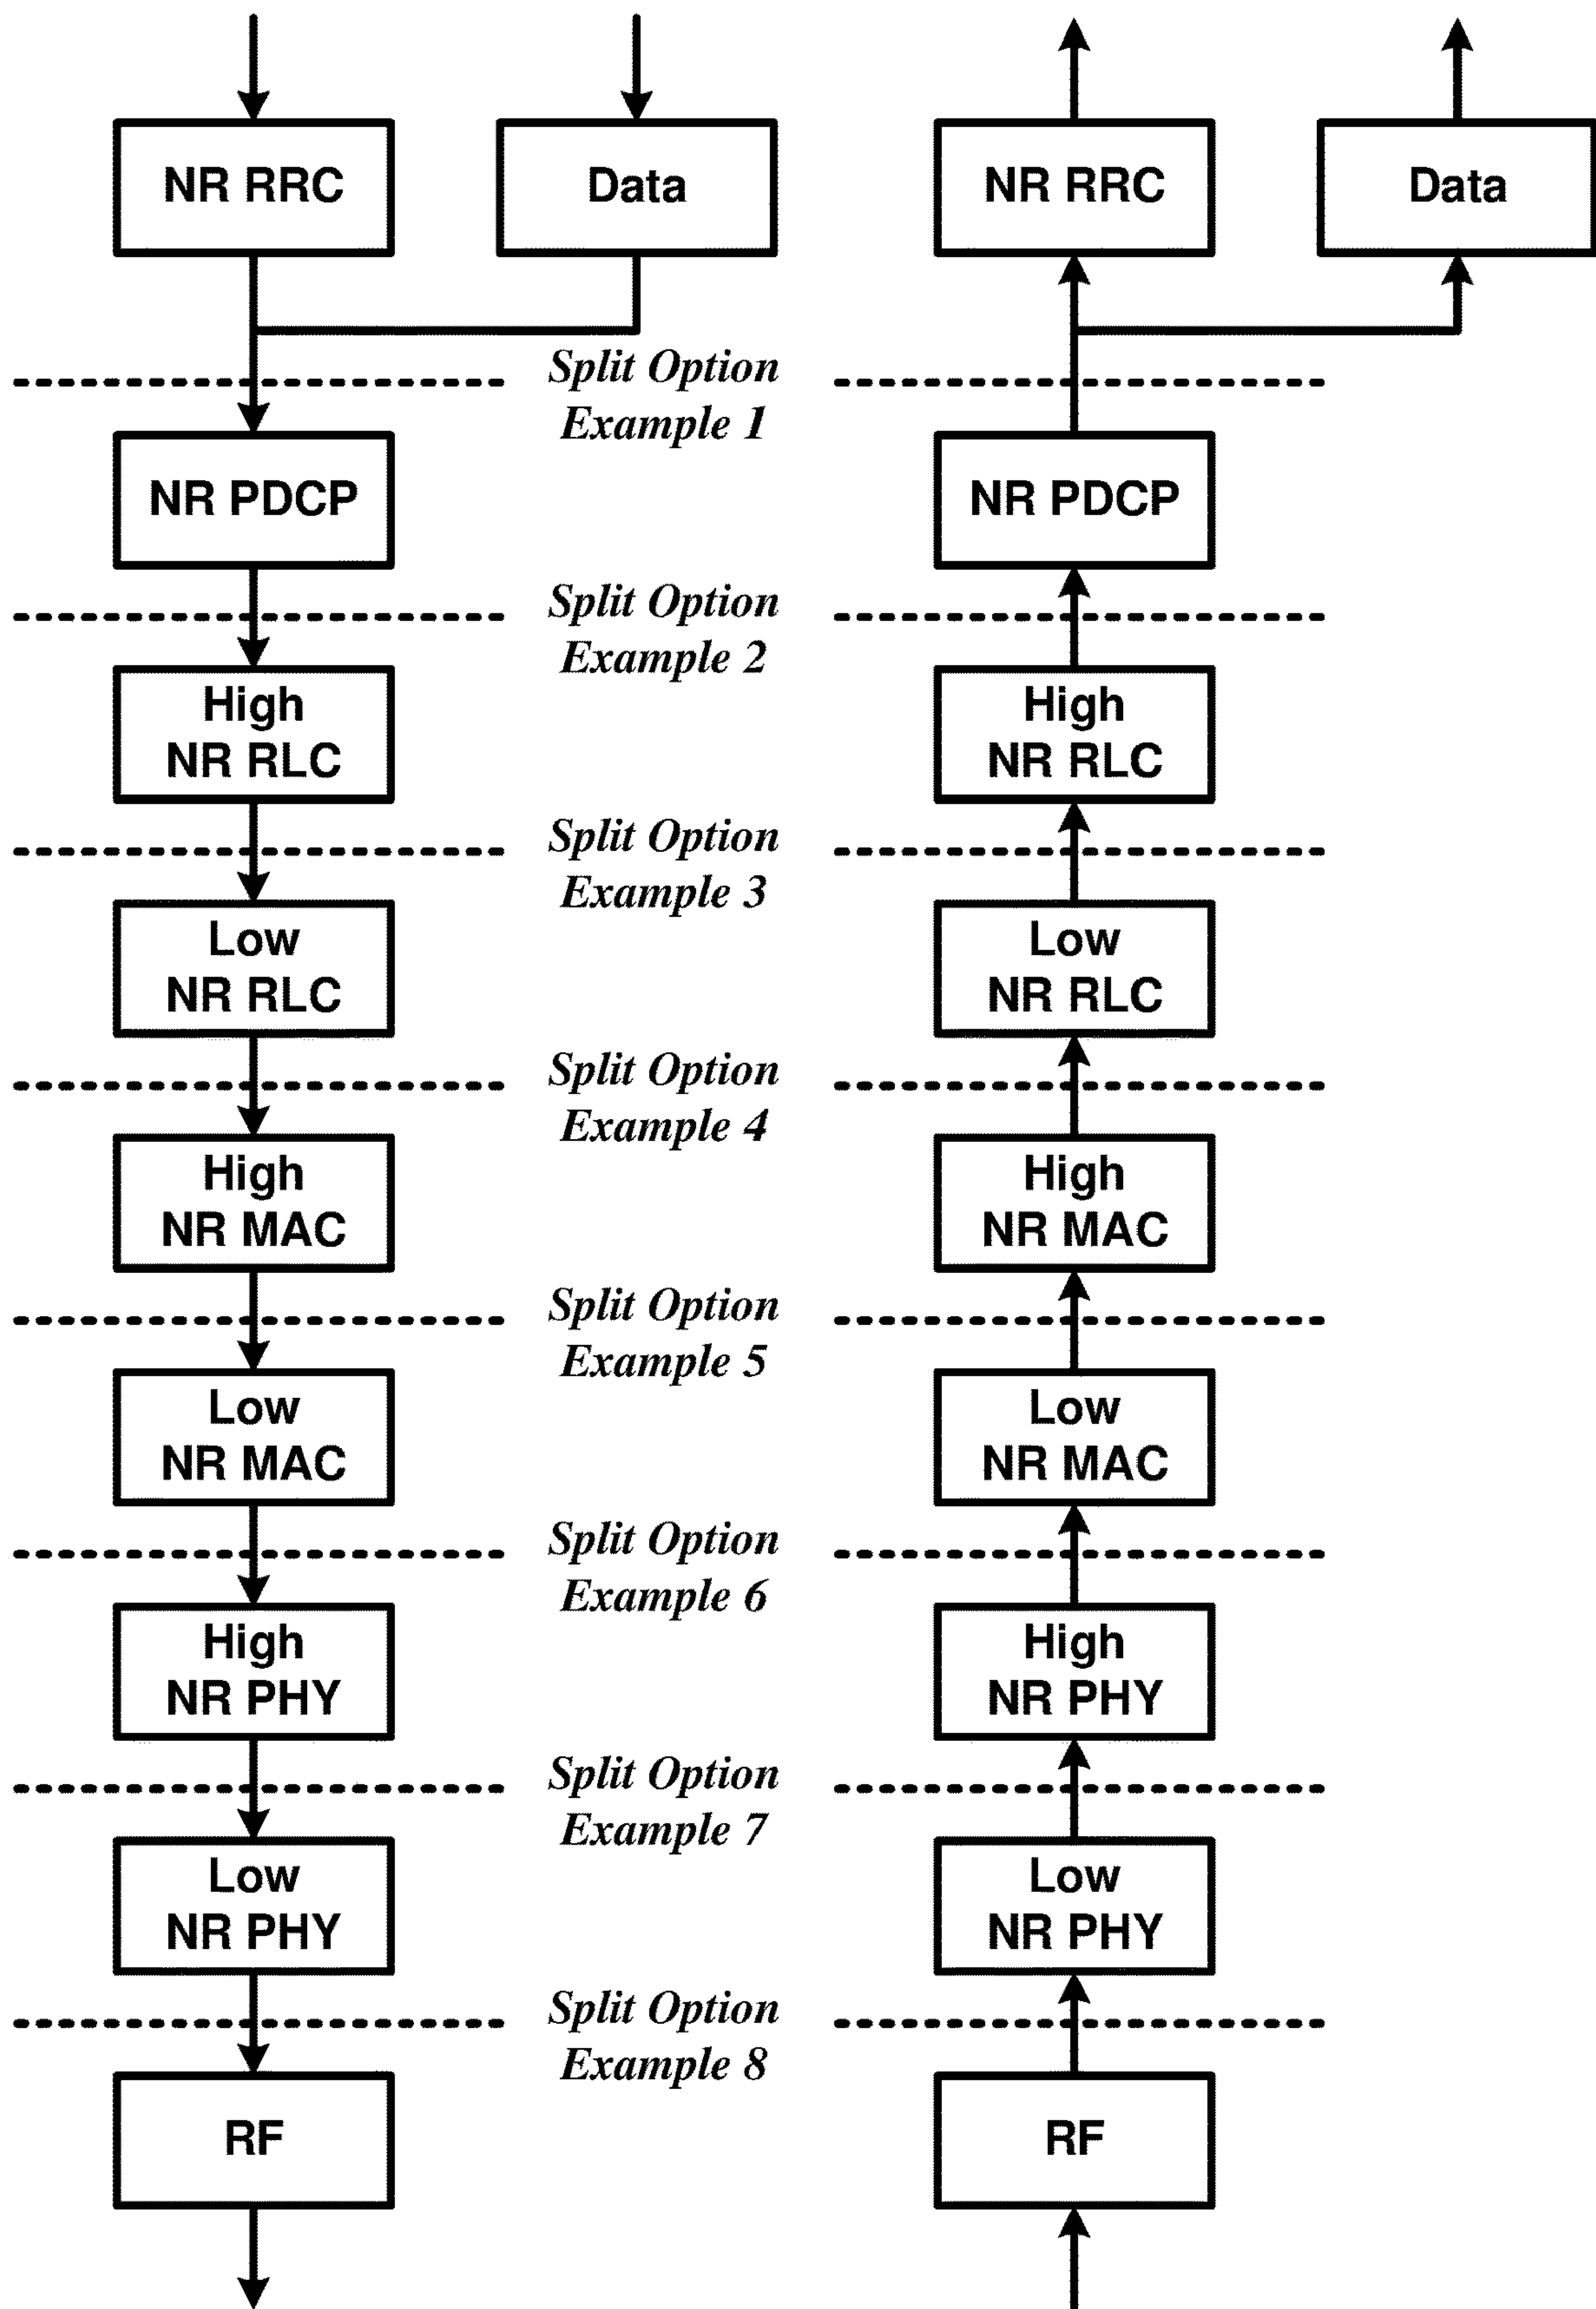 NR RRC
Data
NR RRC
Data
Split Option
Example 1
NR PDCP
NR PDCP
Split Option
Example 2
High
NR RLC
High
NR RLC
Split Option
Example 3
Low
NR RLC
Low
NR RLC
Split Option
Example 4
High
NR MAC
High
NR MAC
Split Option
Example 5
Low
NR MAC
Low
NR MAC
Split Option
Example 6
High
NR PHY
High
NR PHY
Split Option
Example 7
Low
NR PHY
Low
NR PHY
Split Option
Example 8
RF
RF